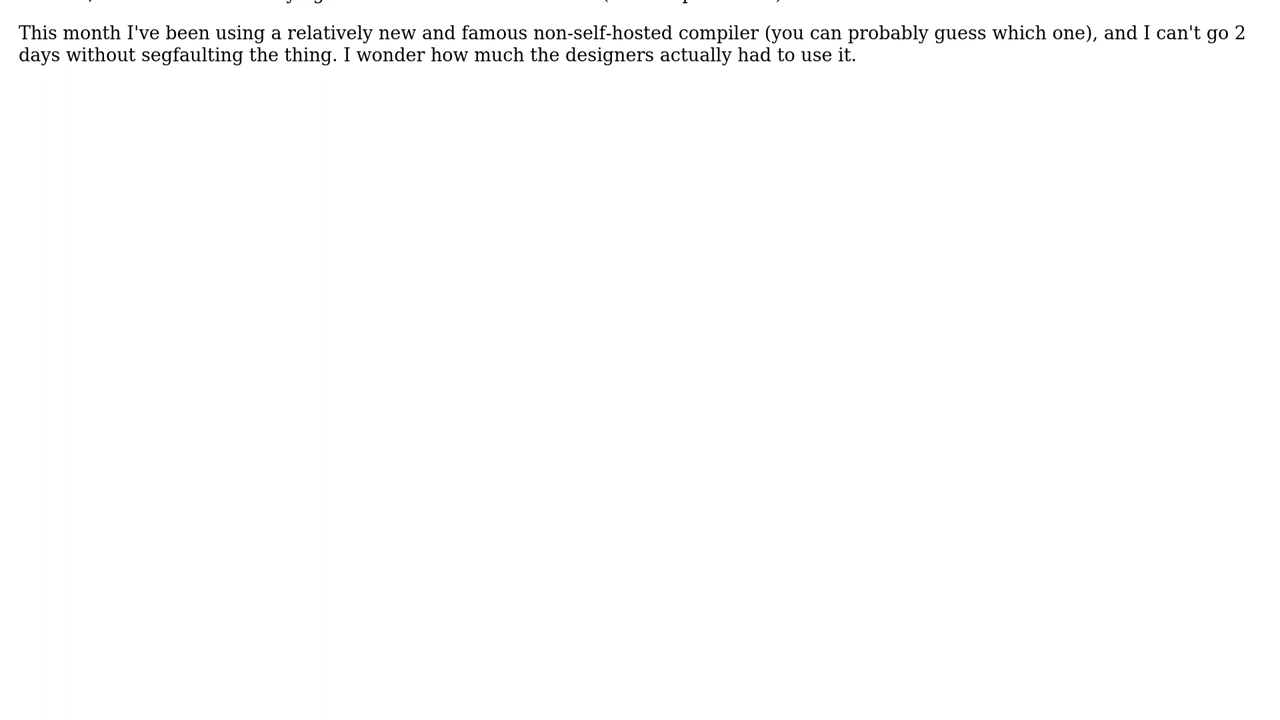 This month I've been using a relatively new and famous non-self-hosted compiler (you can probably guess which one), and I can't go 2
days without segfaulting the thing. I wonder how much the designers actually had to use it.